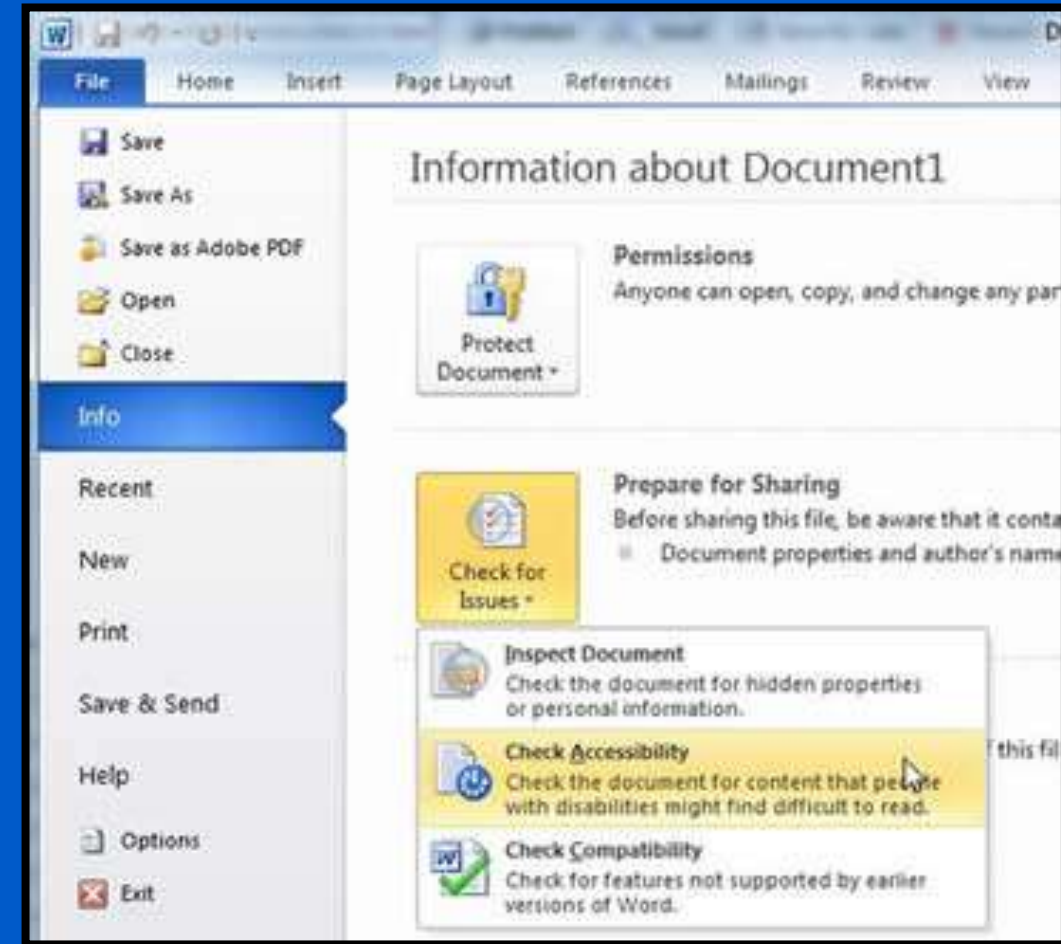 W
D
File Home Insert Page Layout References Mailings Review View
Save
Save As
Save as Adobe PDF
Open
Close
Info
Recent
New
Print
Save & Send
Help
Options
Exit
Information about Document1
Protect
Document
Permissions
Anyone can open, copy, and change any par
Check for
Issues
Prepare for Sharing
Before sharing this file, be aware that it conta
Document properties and author's name
Inspect Document
Check the document for hidden properties
or personal information.
Check Accessibility
Check the document for content that people
with disabilities might find difficult to read.
Check Compatibility
Check for features not supported by earlier
versions of Word.
this fil